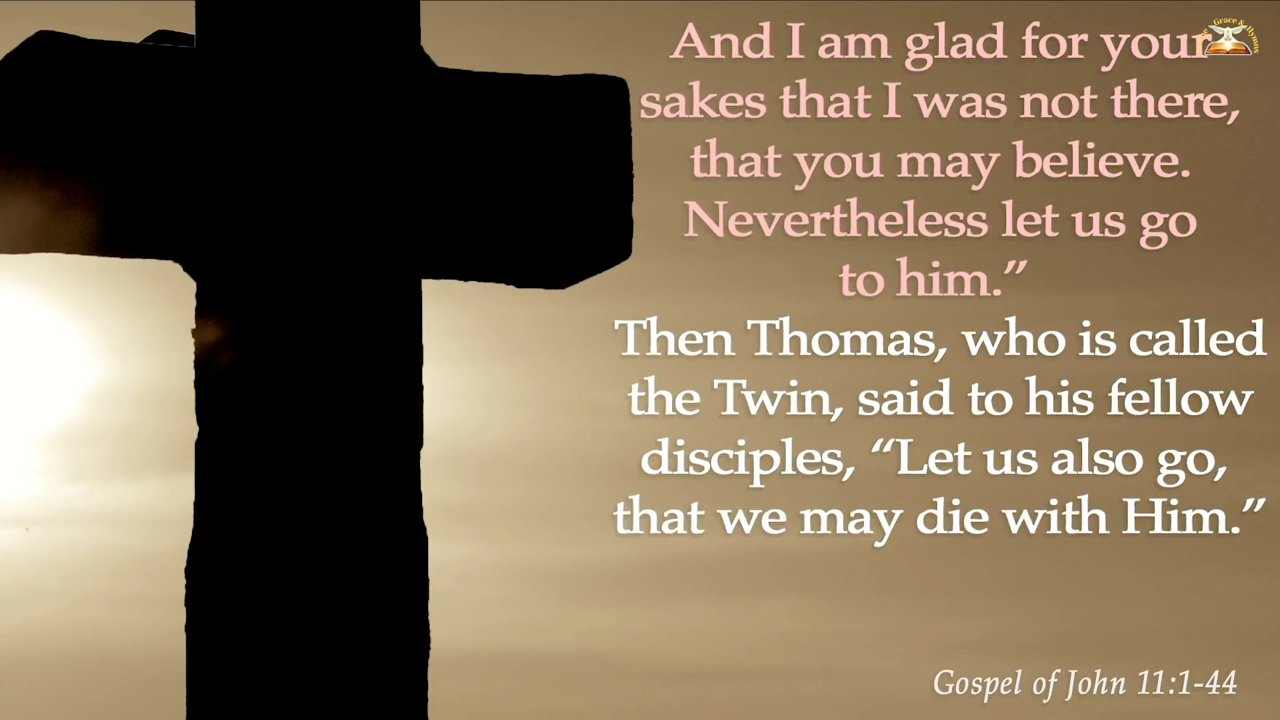 And I am glad for your
sakes that I was not there,
that you may believe.
Nevertheless let us go
to him.”
Then Thomas, who is called
the Twin, said to his fellow
disciples, “Let us also go,
that we may die with Him.”
Gospel of John 11:1-44
Grace & Hymns